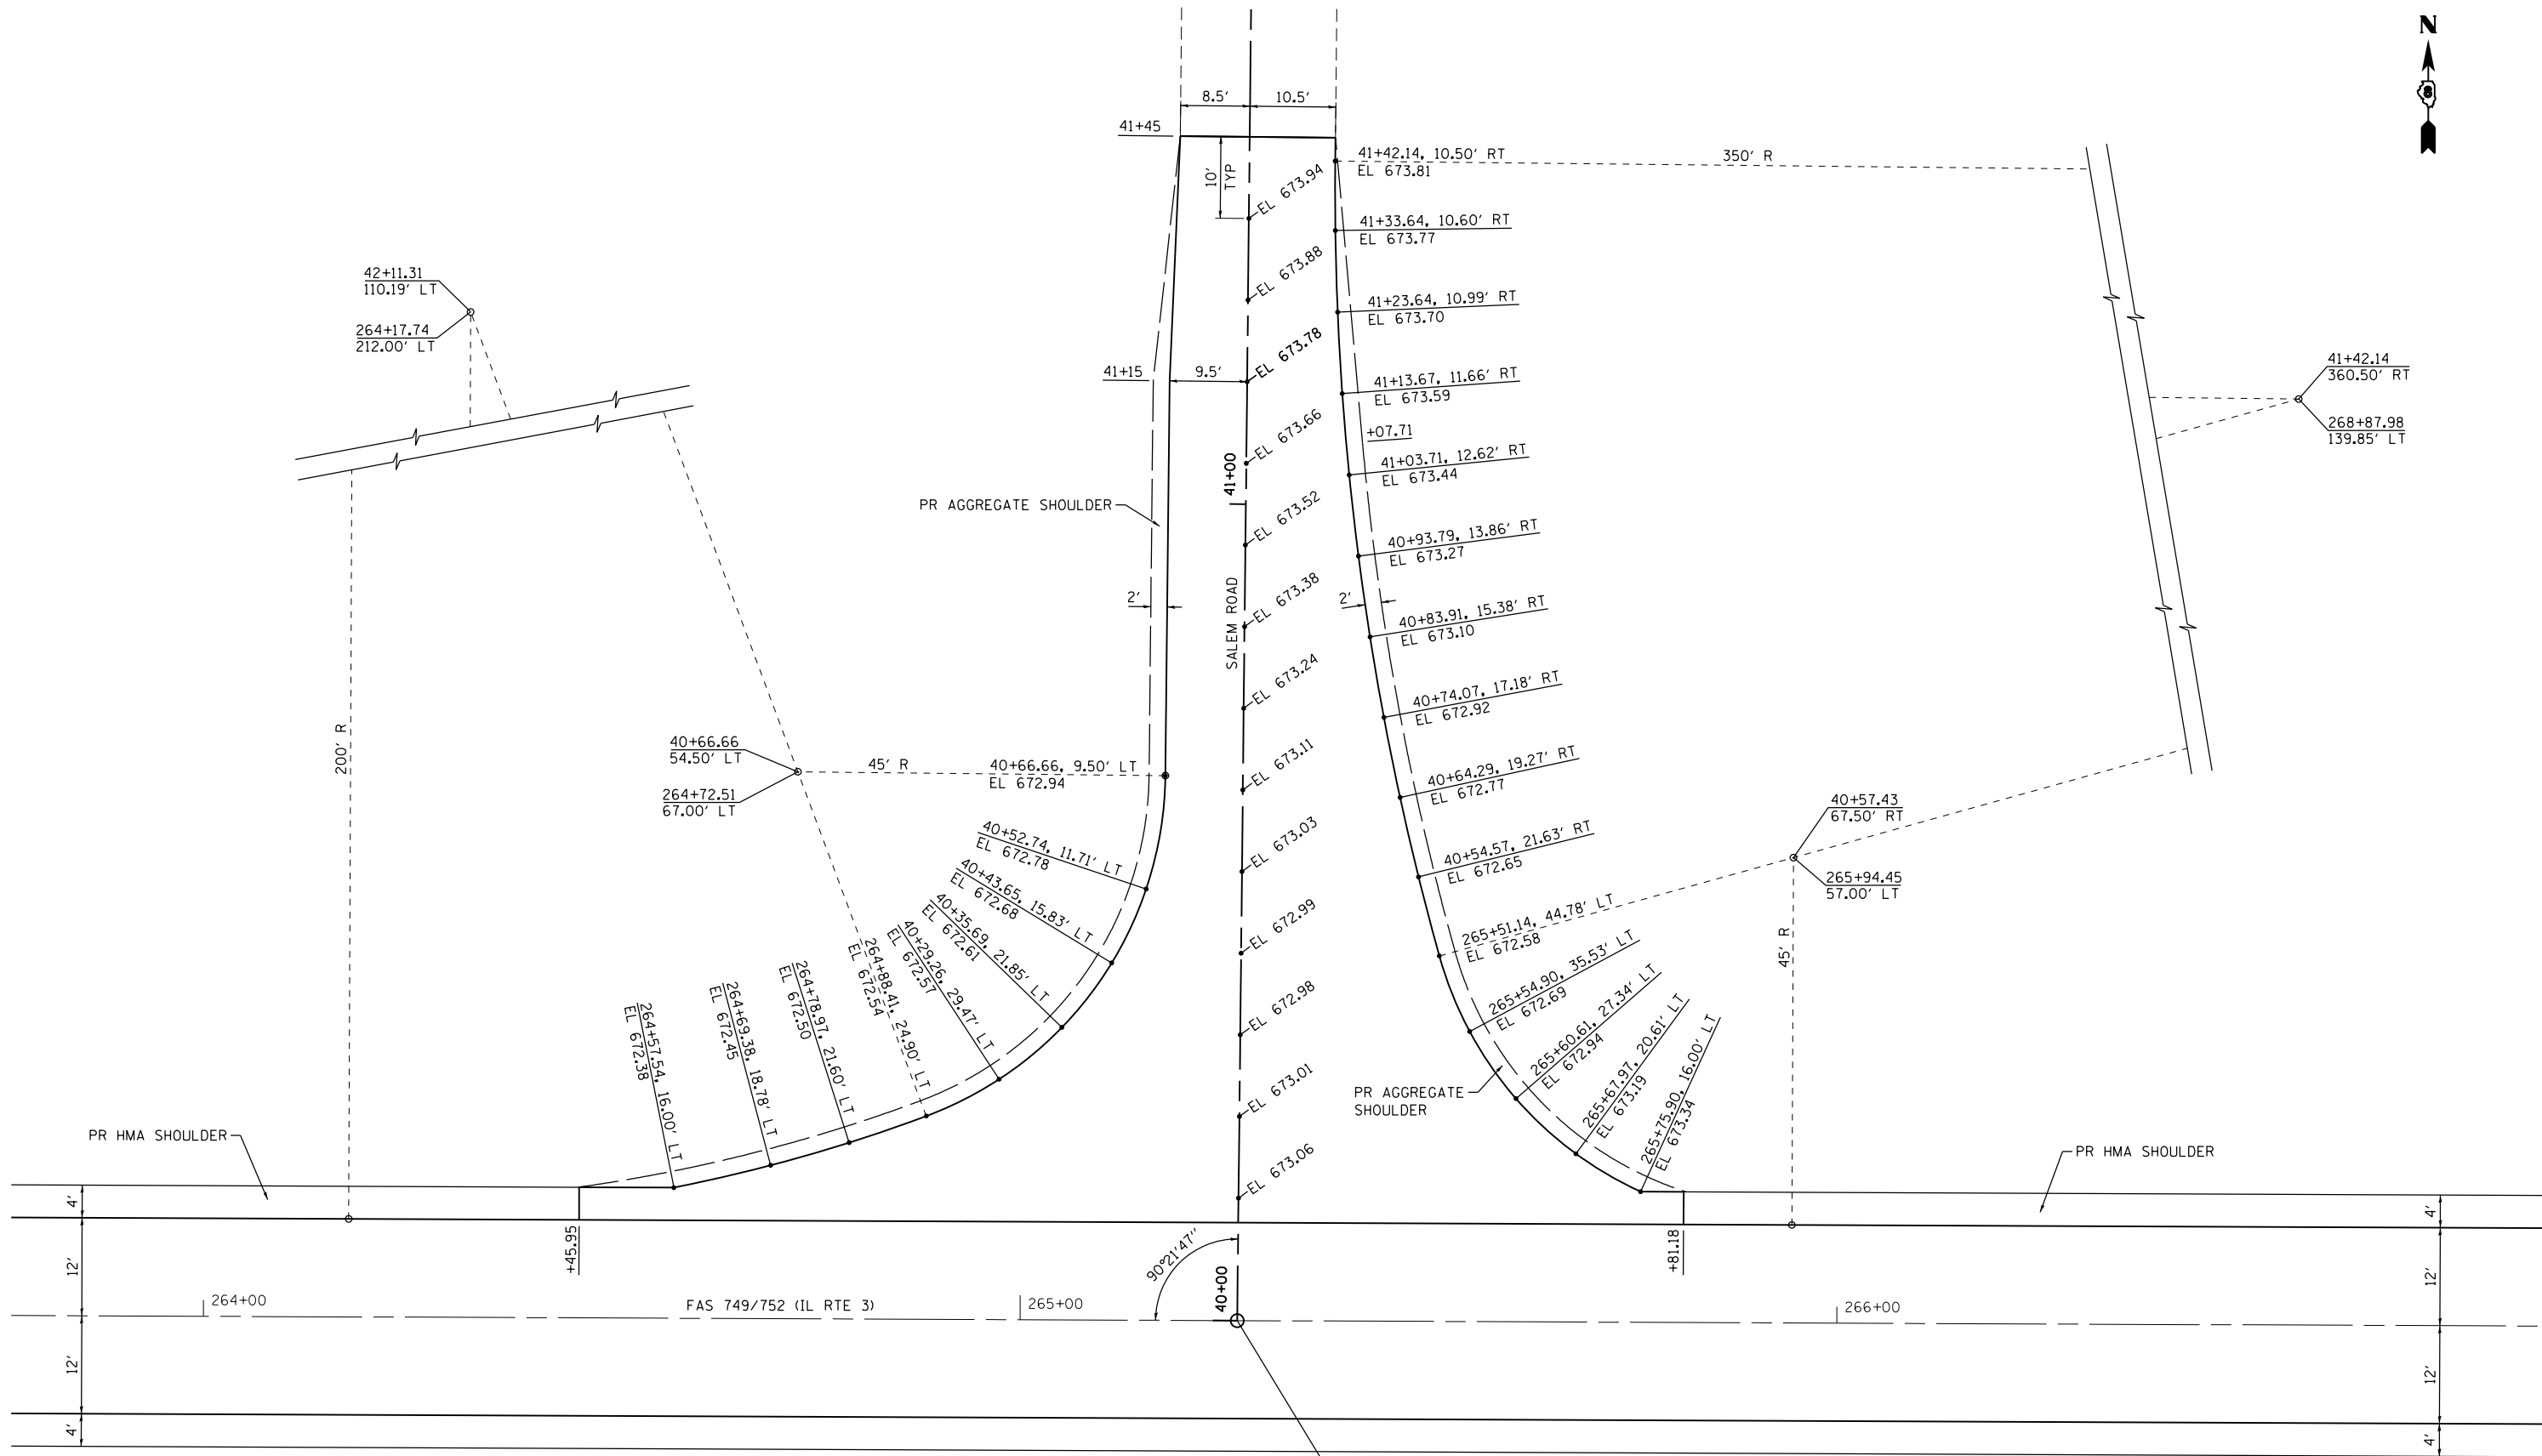 N
8.5′
10.5′
41+45
10′
TYP
EL 673.94
41+42.14, 10.50′ RT
EL 673.81
350′ R
41+33.64, 10.60′ RT
EL 673.77
EL 673.88
42+11.31
110.19′ LT
264+17.74
212.00′ LT
41+23.64, 10.99′ RT
EL 673.70
EL 673.78
41+15
9.5′
41+13.67, 11.66′ RT
EL 673.59
41+42.14
360.50′ RT
268+87.98
139.85′ LT
+07.71
EL 673.66
41+00
41+03.71, 12.62′ RT
EL 673.44
PR AGGREGATE SHOULDER
EL 673.52
40+93.79, 13.86′ RT
EL 673.27
2′
SALEM ROAD
EL 673.38
2′
40+83.91, 15.38′ RT
EL 673.10
EL 673.24
40+74.07, 17.18′ RT
EL 672.92
200′ R
40+66.66
54.50′ LT
264+72.51
67.00′ LT
45′ R
40+66.66, 9.50′ LT
EL 672.94
EL 673.11
40+64.29, 19.27′ RT
EL 672.77
40+57.43
67.50′ RT
265+94.45
57.00′ LT
40+52.74, 11.71′ LT
EL 672.78
EL 673.03
40+54.57, 21.63′ RT
EL 672.65
40+43.65, 15.83′ LT
EL 672.68
40+35.69, 21.85′ LT
EL 672.61
40+29.26, 29.47′ LT
EL 672.57
264+88.41, 24.90′ LT
EL 672.54
264+78.97, 21.60′ LT
EL 672.50
264+69.38, 18.78′ LT
EL 672.45
264+57.54, 16.00′ LT
EL 672.38
EL 672.99
265+51.14, 44.78′ LT
EL 672.58
45′ R
EL 672.98
265+54.90, 35.53′ LT
EL 672.69
265+60.61, 27.34′ LT
EL 672.94
265+67.97, 20.61′ LT
EL 673.19
265+75.90, 16.00′ LT
EL 673.34
EL 673.01
PR AGGREGATE
SHOULDER
PR HMA SHOULDER
PR HMA SHOULDER
EL 673.06
4′
4′
+45.95
+81.18
90°21′47″
12′
12′
264+00
FAS 749/752 (IL RTE 3)
265+00
40+00
266+00
12′
12′
4′
4′